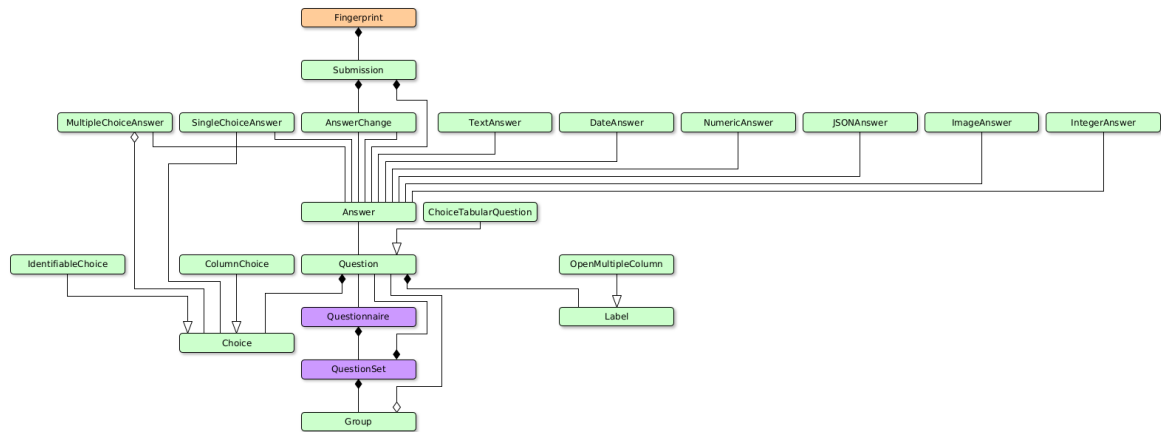 Fingerprint
Submission
MultipleChoiceAnswer
SingleChoiceAnswer
AnswerChange
TextAnswer
DateAnswer
NumericAnswer
JSONAnswer
ImageAnswer
IntegerAnswer
Answer
ChoiceTabularQuestion
IdentifiableChoice
ColumnChoice
Question
OpenMultipleColumn
Questionnaire
Label
Choice
QuestionSet
Group